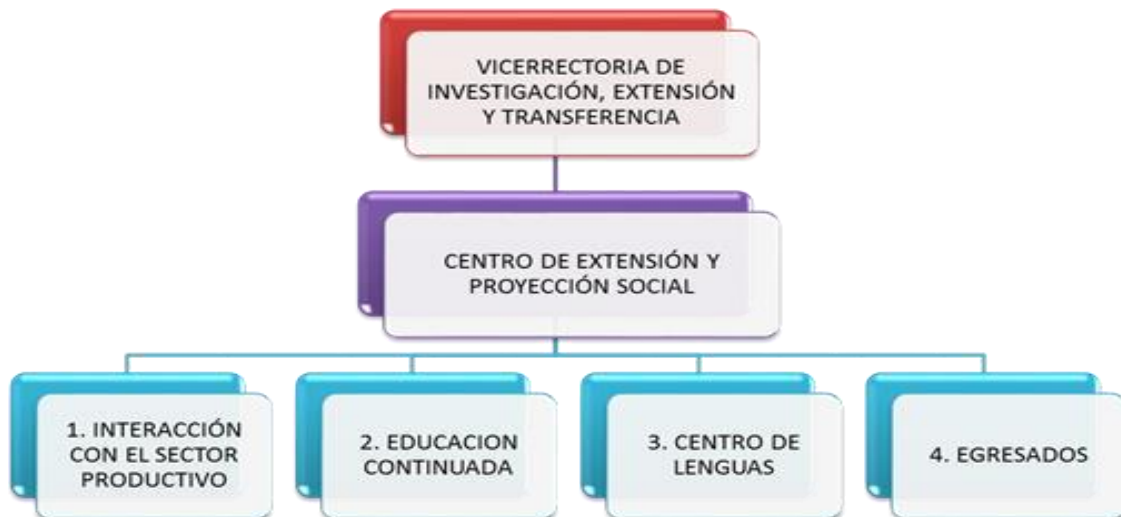 VICERRECTORIA DE
INVESTIGACIÓN, EXTENSIÓN
Y TRANSFERENCIA
CENTRO DE EXTENSIÓN Y
PROYECCIÓN SOCIAL
1. INTERACCIÓN
CON EL SECTOR
PRODUCTIVO
2. EDUCACION
CONTINUADA
3. CENTRO DE
LENGUAS
4. EGRESADOS